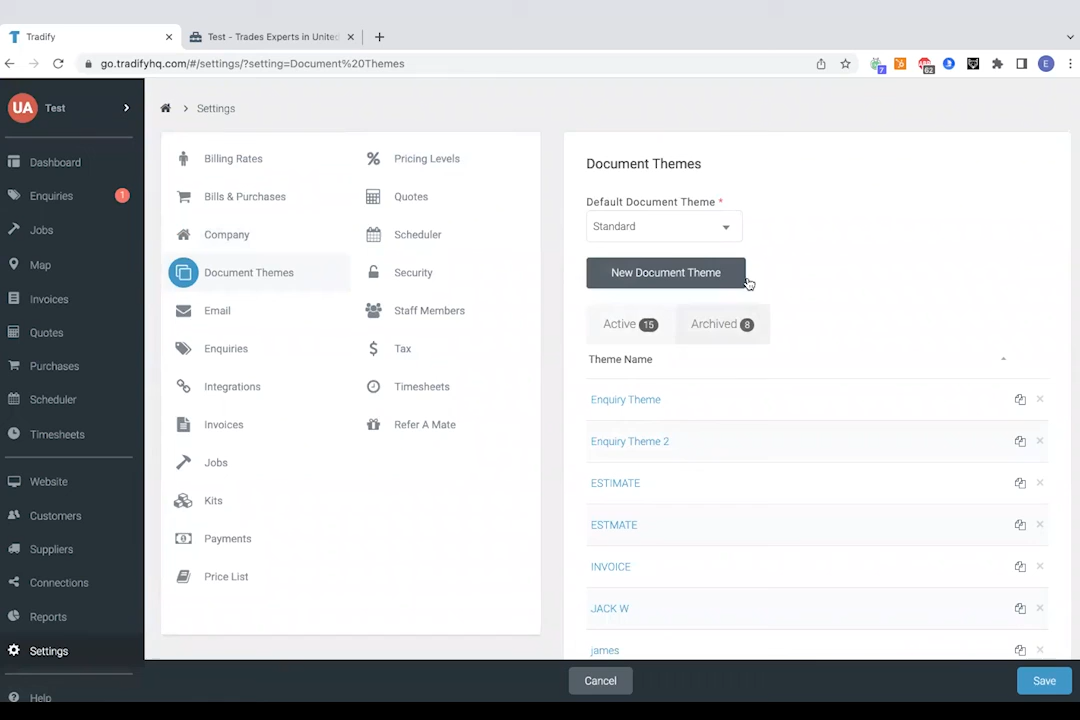 Tradify
Test - Trades Experts in United
go.tradifyhq.com/#/settings/?setting=Document%20Themes
7
62
E
UA
Test
Dashboard
Enquiries
1
Jobs
Map
Invoices
Quotes
Purchases
Scheduler
Timesheets
Website
Customers
Suppliers
Connections
Reports
Settings
Help
Settings
Billing Rates
Bills & Purchases
Company
Document Themes
Email
Enquiries
Integrations
Invoices
Jobs
Kits
Payments
Price List
Pricing Levels
Quotes
Scheduler
Security
Staff Members
Tax
Timesheets
Refer A Mate
Document Themes
Default Document Theme *
Standard
New Document Theme
Active 15
Archived 8
Theme Name
Enquiry Theme
Enquiry Theme 2
ESTIMATE
ESTMATE
INVOICE
JACK W
james
Cancel
Save